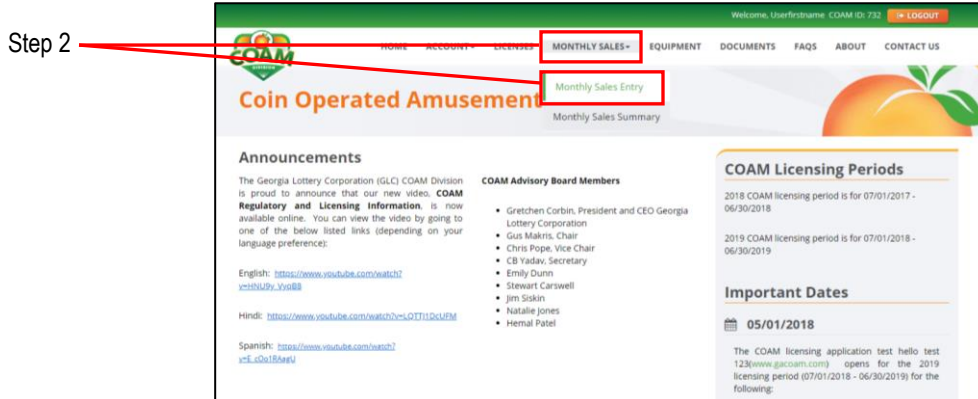 Welcome, Userfirstname COAM ID: 732 LOGOUT
Step 2
COAM
DIVISION
HOME ACCOUNT LICENSES MONTHLY SALES EQUIPMENT DOCUMENTS FAQS ABOUT CONTACT US
Monthly Sales Entry
Monthly Sales Summary
Coin Operated Amusement
Announcements
The Georgia Lottery Corporation (GLC) COAM Division
is proud to announce that our new video, COAM
Regulatory and Licensing Information, is now
available online. You can view the video by going to
one of the below listed links (depending on your
language preference):
English: https://www.youtube.com/watch?
v=HNU9y_VyoB8
Hindi: https://www.youtube.com/watch?v=LQTTJ1DcUFM
Spanish: https://www.youtube.com/watch?
v=E_cOo1RAagU
COAM Advisory Board Members
• Gretchen Corbin, President and CEO Georgia
Lottery Corporation
• Gus Makris, Chair
• Chris Pope, Vice Chair
• CB Yadav, Secretary
• Emily Dunn
• Stewart Carswell
• Jim Siskin
• Natalie Jones
• Hemal Patel
COAM Licensing Periods
2018 COAM licensing period is for 07/01/2017 -
06/30/2018
2019 COAM licensing period is for 07/01/2018 -
06/30/2019
Important Dates
05/01/2018
The COAM licensing application test hello test
123(www.gacoam.com) opens for the 2019
licensing period (07/01/2018 - 06/30/2019) for the
following: